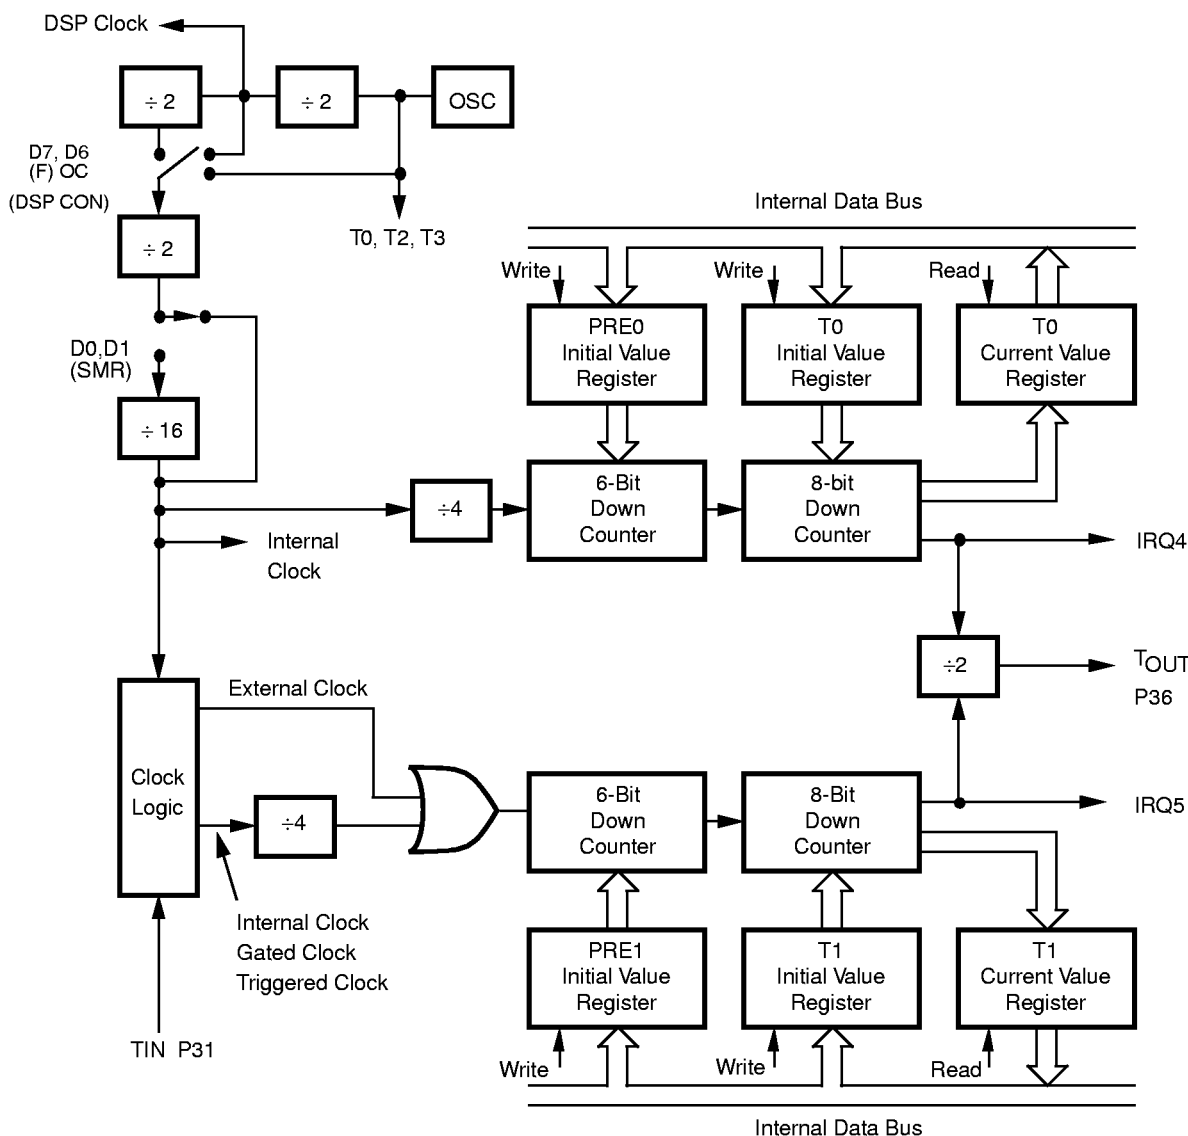 DSP Clock
÷ 2
÷ 2
OSC
D7, D6
(F) OC
(DSP CON)
÷ 2
T0, T2, T3
D0,D1
(SMR)
÷ 16
Internal
Clock
÷4
Internal Data Bus
Write
Write
Read
PRE0
Initial Value
Register
T0
Initial Value
Register
T0
Current Value
Register
6-Bit
Down
Counter
8-bit
Down
Counter
IRQ4
÷2
TOUT
P36
External Clock
Clock
Logic
÷4
Internal Clock
Gated Clock
Triggered Clock
TIN P31
6-Bit
Down
Counter
8-Bit
Down
Counter
IRQ5
PRE1
Initial Value
Register
T1
Initial Value
Register
T1
Current Value
Register
Write
Write
Read
Internal Data Bus